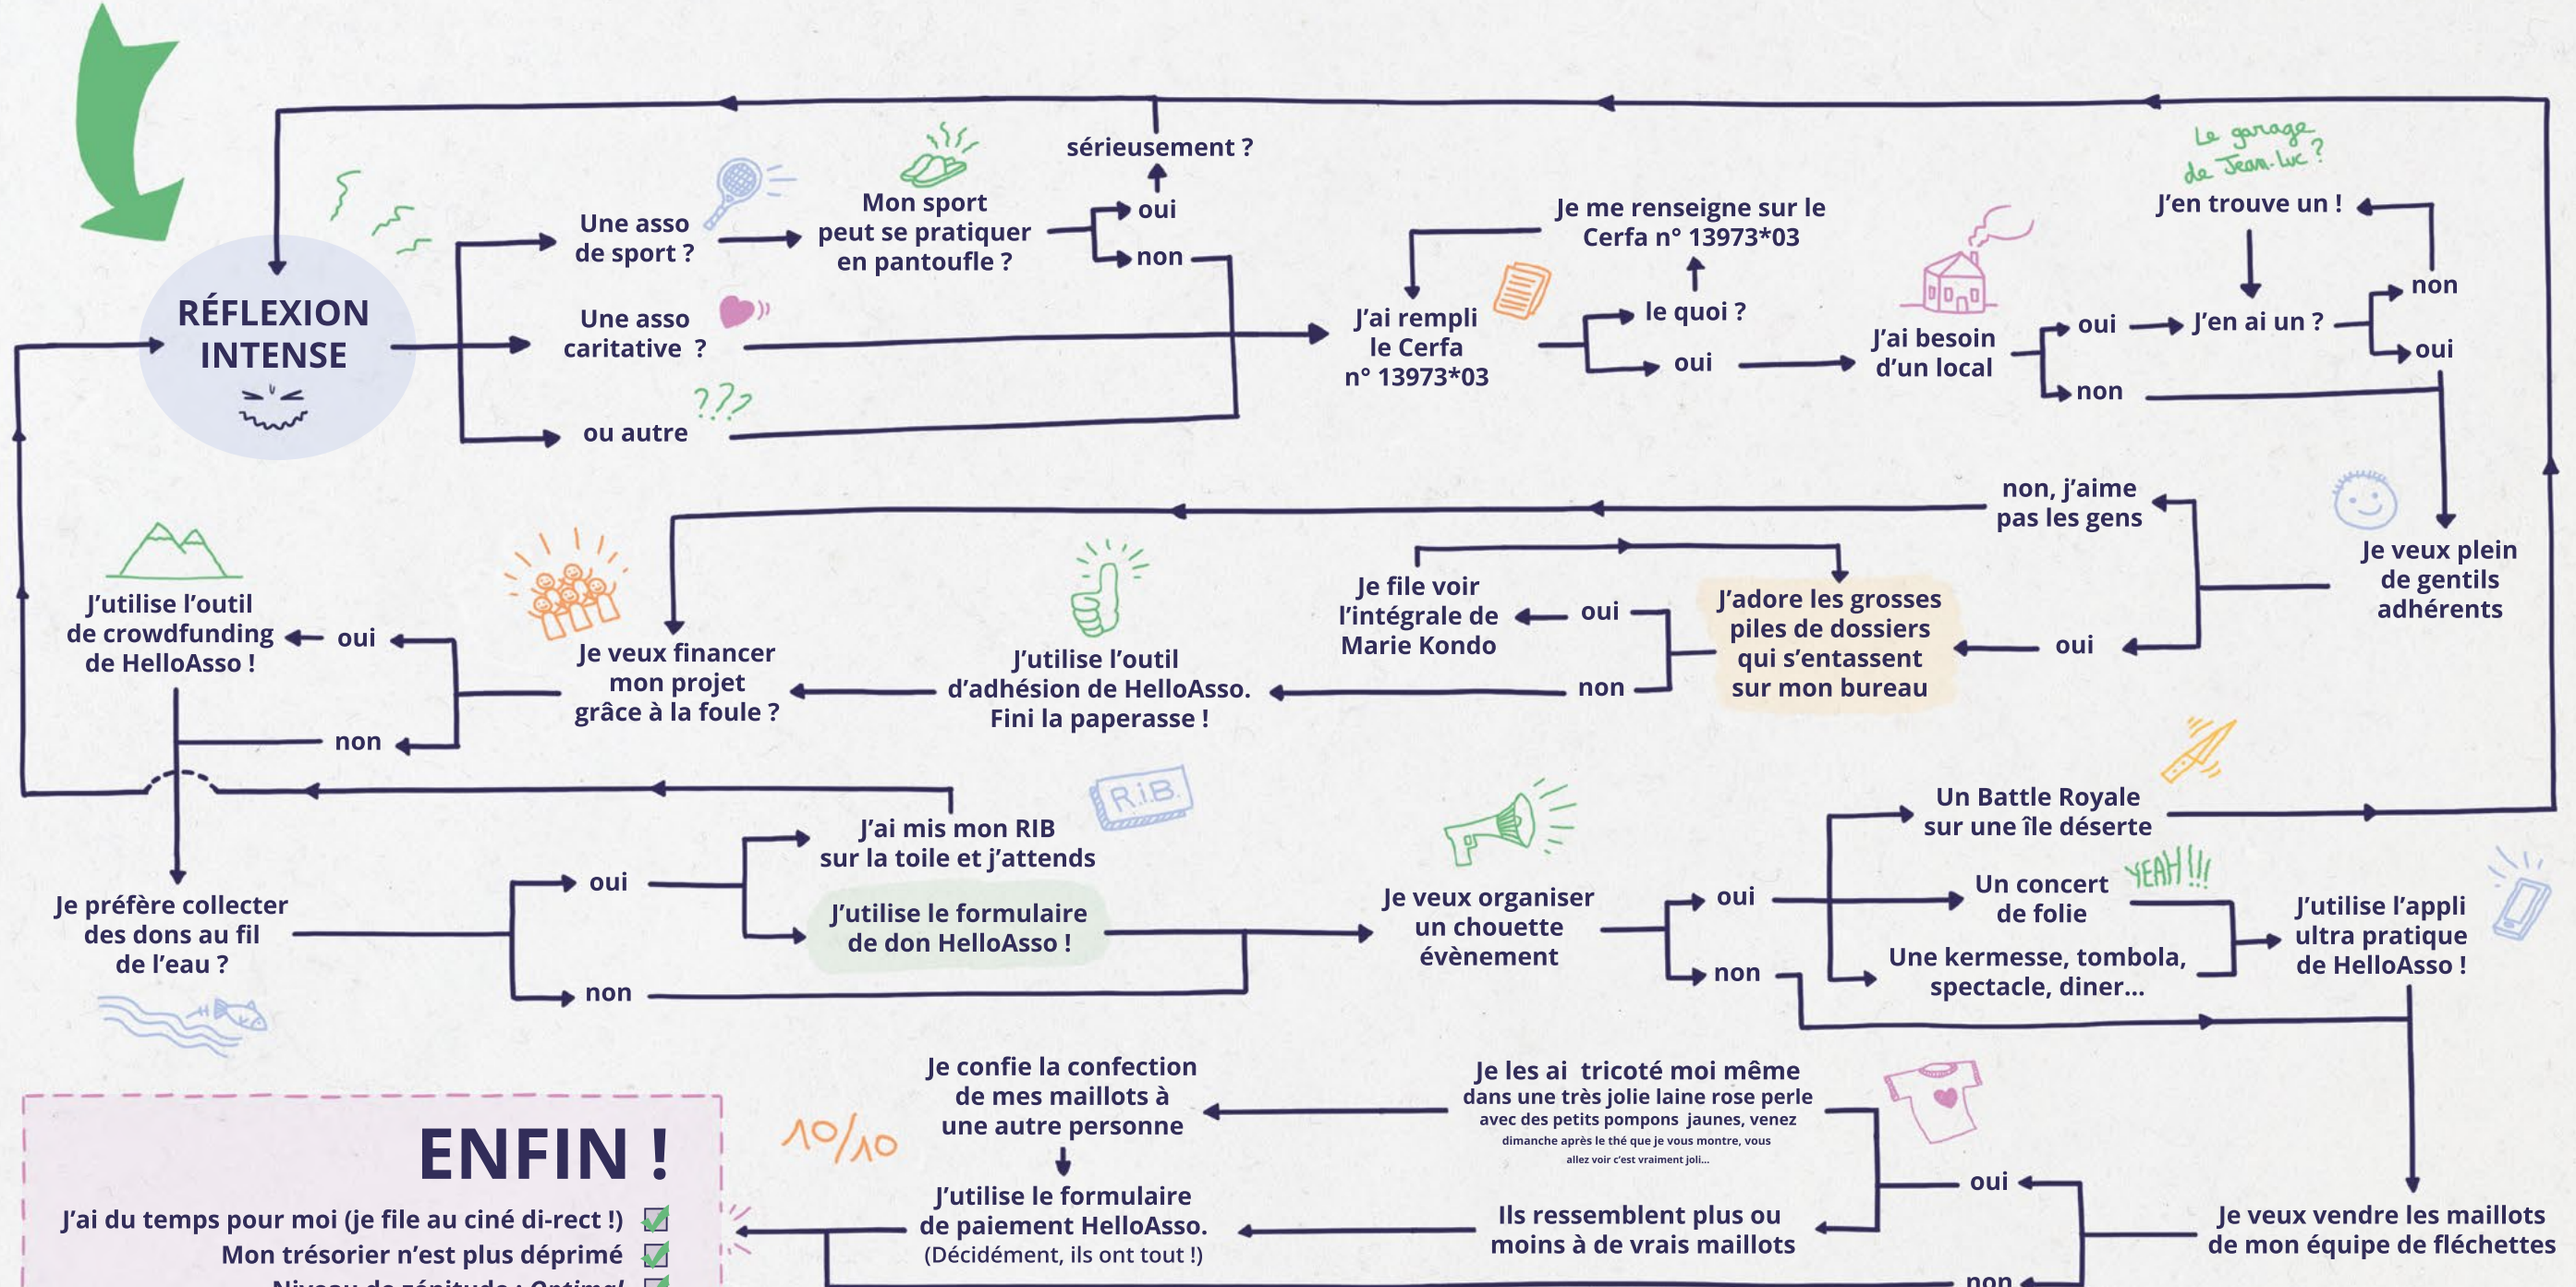 Le garage
de Jean-Luc ?
sérieusement ?
Une asso
de sport ?
Mon sport
peut se pratiquer
en pantoufle ?
oui
non
Je me renseigne sur le
Cerfa n° 13973*03
J'en trouve un !
RÉFLEXION
INTENSE
Une asso
caritative ?
J'ai rempli
le Cerfa
n° 13973*03
le quoi ?
oui
J'ai besoin
d'un local
oui
non
J'en ai un ?
non
oui
???
ou autre
non, j'aime
pas les gens
Je veux plein
de gentils
adhérents
oui
J'adore les grosses
piles de dossiers
qui s'entassent
sur mon bureau
oui
non
Je file voir
l'intégrale de
Marie Kondo
J'utilise l'outil
d'adhésion de HelloAsso.
Fini la paperasse !
Je veux financer
mon projet
grâce à la foule ?
oui
non
J'utilise l'outil
de crowdfunding
de HelloAsso !
Je préfère collecter
des dons au fil
de l'eau ?
oui
non
R.i.B.
J'ai mis mon RIB
sur la toile et j'attends
J'utilise le formulaire
de don HelloAsso !
Je veux organiser
un chouette
évènement
oui
non
Un Battle Royale
sur une île déserte
YEAH!!!
Un concert
de folie
Une kermesse, tombola,
spectacle, diner...
J'utilise l'appli
ultra pratique
de HelloAsso !
Je veux vendre les maillots
de mon équipe de fléchettes
oui
non
Je les ai tricoté moi même
dans une très jolie laine rose perle
avec des petits pompons jaunes, venez
dimanche après le thé que je vous montre, vous
allez voir c'est vraiment joli...
Ils ressemblent plus ou
moins à de vrais maillots
Je confie la confection
de mes maillots à
une autre personne
10/10
J'utilise le formulaire
de paiement HelloAsso.
(Décidément, ils ont tout !)
ENFIN !
J'ai du temps pour moi (je file au ciné di-rect !)
Mon trésorier n'est plus déprimé
Niveau de zénitude : Optimal